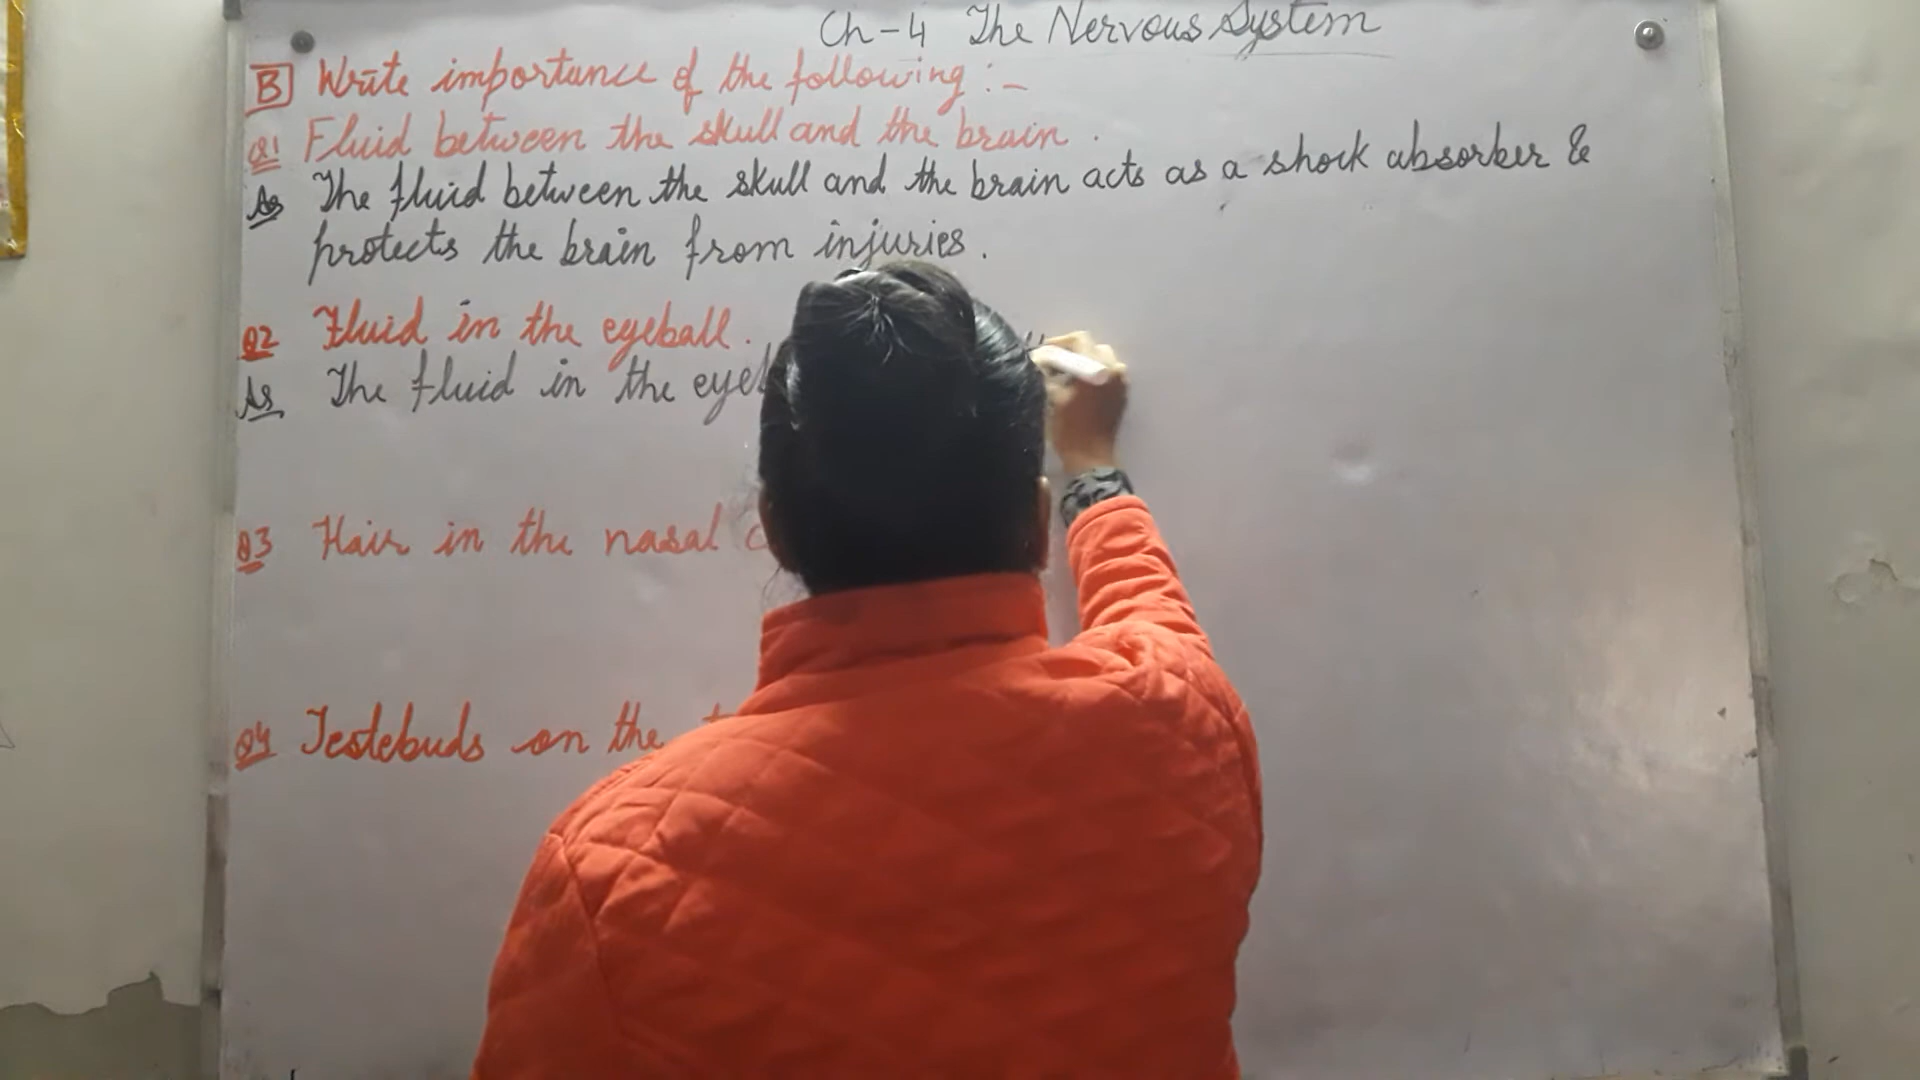 Ch-4 The Nervous System
B Write importance of the following :-
Q1 Fluid between the skull and the brain.
As The fluid between the skull and the brain acts as a shock absorber &
protects the brain from injuries.
Q2 Fluid in the eyeball.
As The fluid in the
Q3 Hair in the nasal
Q4 Testebuds on the